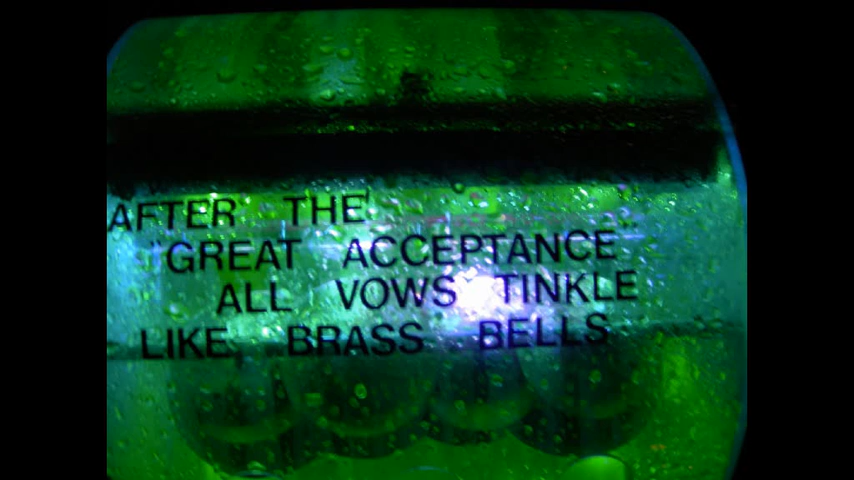 AFTER THE
"GREAT ACCEPTANCE"
ALL VOWS TINKLE
LIKE BRASS BELLS